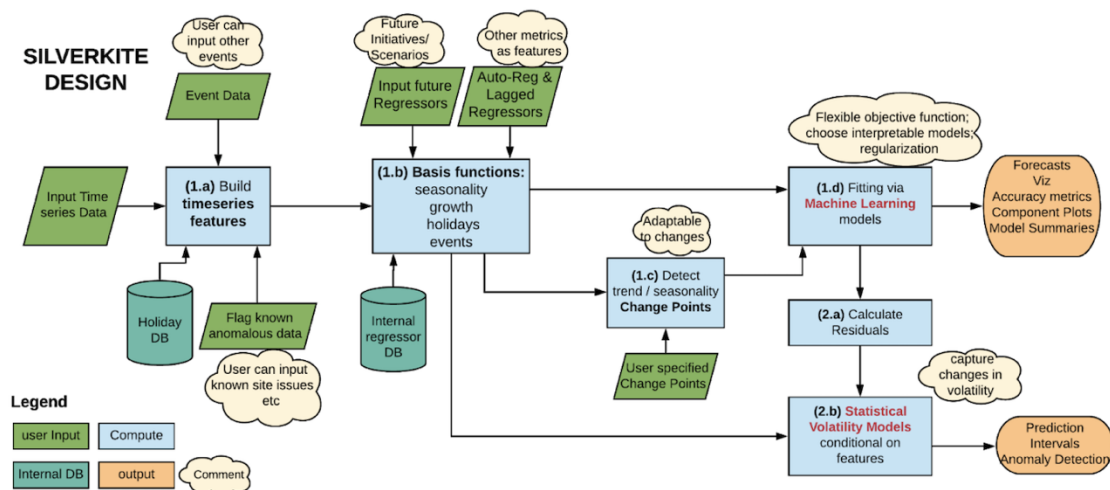 SILVERKITE
DESIGN
User can
input other
events
Event Data
Input Time
series Data
(1.a) Build
timeseries
features
Holiday
DB
Flag known
anomalous data
User can input
known site issues
etc
Future
Initiatives/
Scenarios
Input future
Regressors
Other metrics
as features
Auto-Reg &
Lagged
Regressors
(1.b) Basis functions:
seasonality
growth
holidays
events
Internal
regressor
DB
Adaptable
to changes
(1.c) Detect
trend / seasonality
Change Points
User specified
Change Points
Flexible objective function;
choose interpretable models;
regularization
(1.d) Fitting via
Machine Learning
models
Forecasts
Viz
Accuracy metrics
Component Plots
Model Summaries
(2.a) Calculate
Residuals
capture
changes in
volatility
(2.b) Statistical
Volatility Models
conditional on
features
Prediction
Intervals
Anomaly Detection
Legend
user Input
Compute
Internal DB
output
Comment